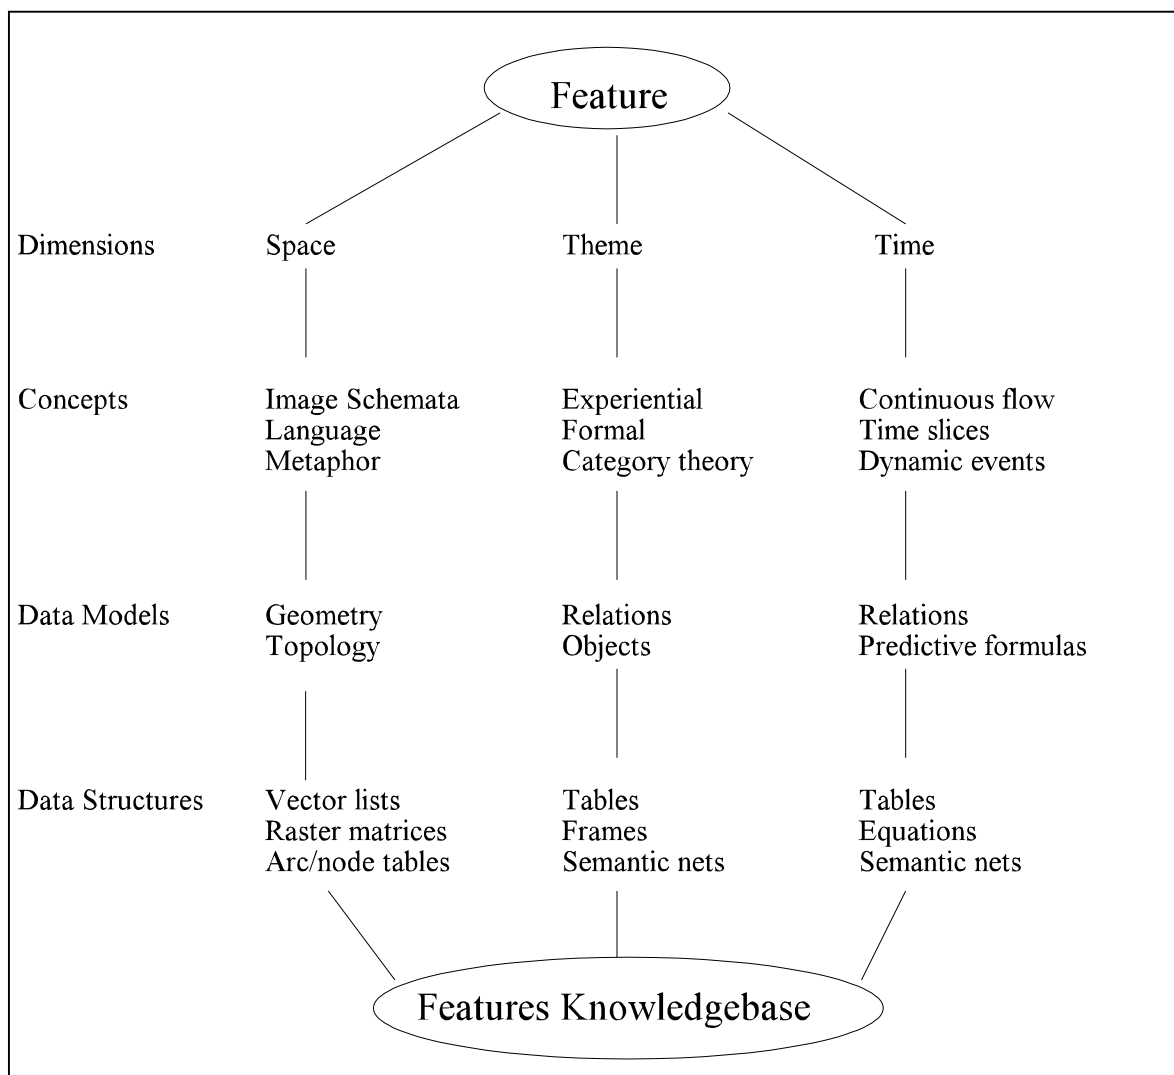 Feature
Dimensions Space Theme Time
Concepts Image Schemata Experiential Continuous flow
Language Formal Time slices
Metaphor Category theory Dynamic events
Data Models Geometry Relations Relations
Topology Objects Predictive formulas
Data Structures Vector lists Tables Tables
Raster matrices Frames Equations
Arc/node tables Semantic nets Semantic nets
Features Knowledgebase